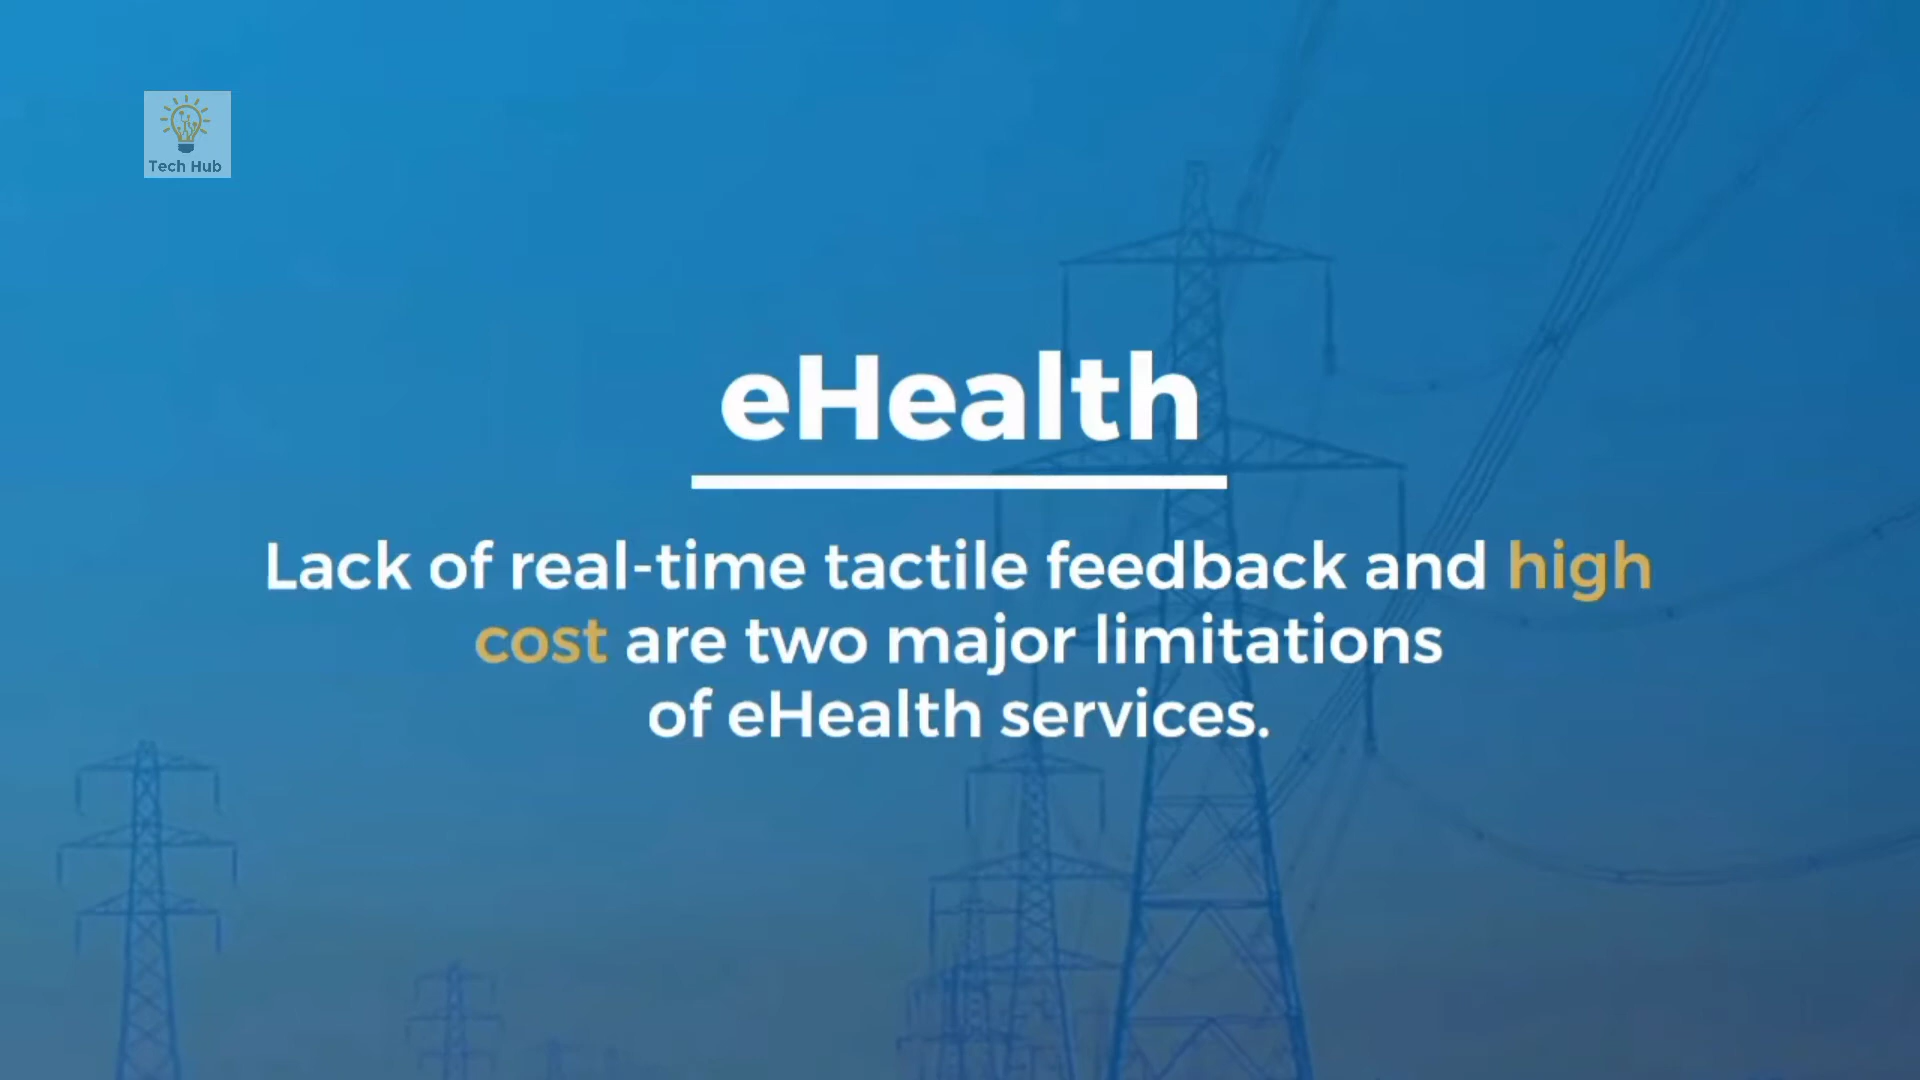 Tech Hub
eHealth
Lack of real-time tactile feedback and high
cost are two major limitations
of eHealth services.